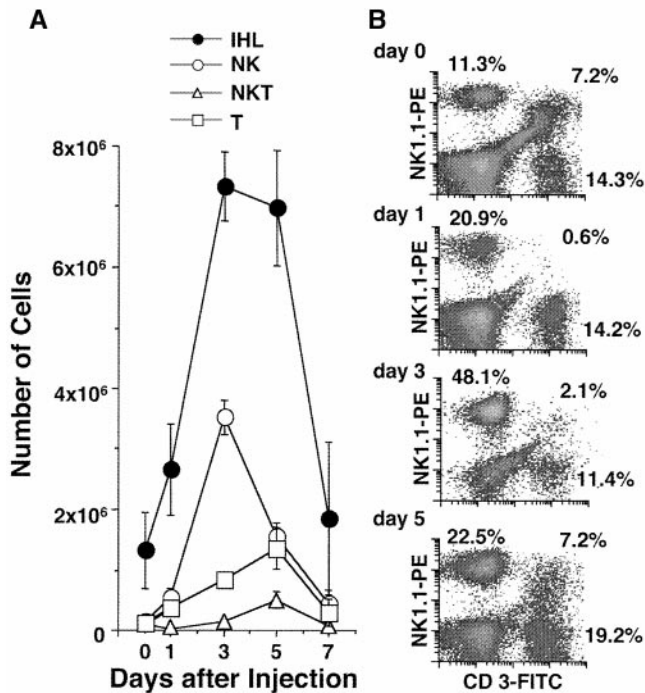 A
IHL
NK
NKT
T
8x10⁶
6x10⁶
4x10⁶
2x10⁶
0
Number of Cells
0 1 3 5 7
Days after Injection
B
day 0
11.3%
7.2%
14.3%
NK1.1-PE
day 1
20.9%
0.6%
14.2%
NK1.1-PE
day 3
48.1%
2.1%
11.4%
NK1.1-PE
day 5
22.5%
7.2%
19.2%
NK1.1-PE
CD 3-FITC